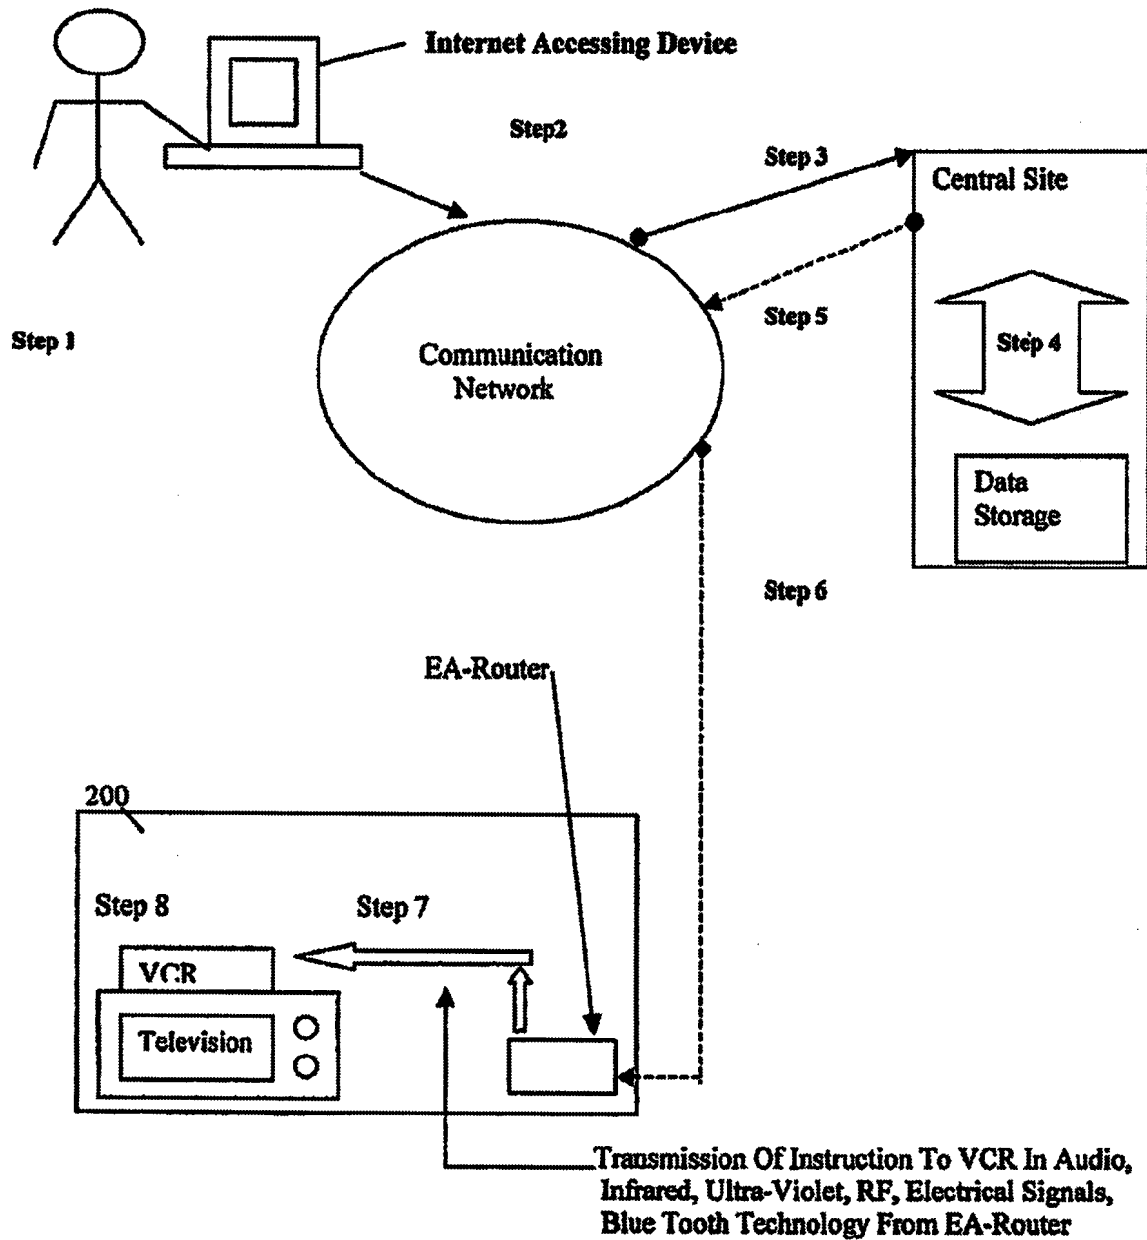 Internet Accessing Device
Step2
Step 3
Central Site
Step 1
Step 5
Step 4
Communication
Network
Data
Storage
Step 6
EA-Router
200
Step 8
Step 7
VCR
Television
Transmission Of Instruction To VCR In Audio,
Infrared, Ultra-Violet, RF, Electrical Signals,
Blue Tooth Technology From EA-Router